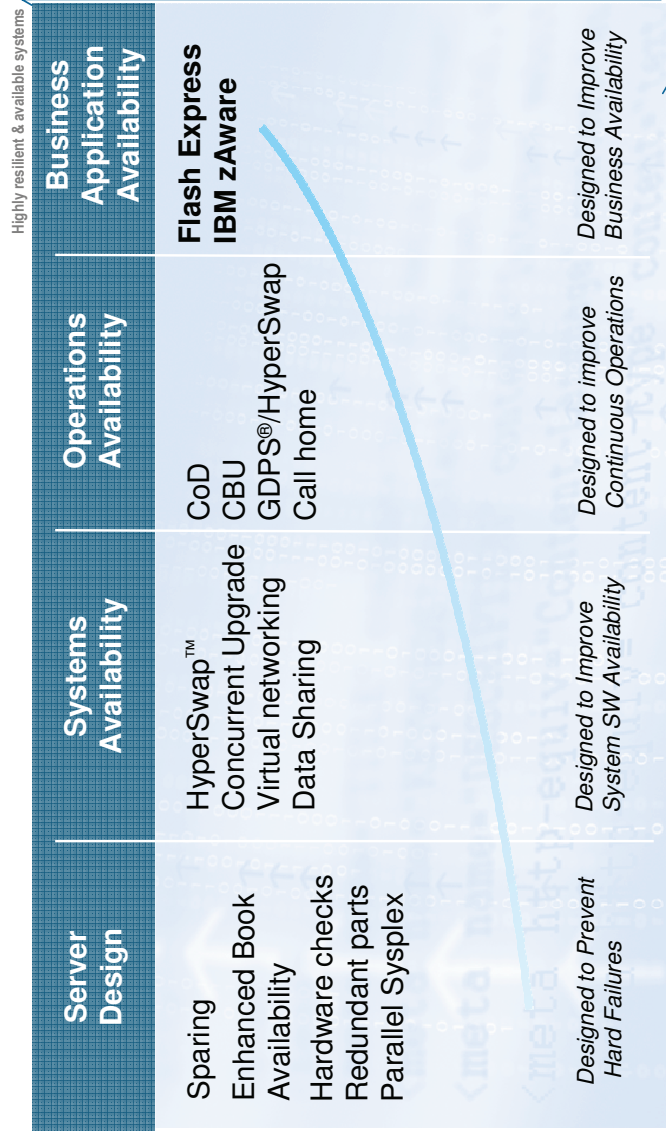 Highly resilient & available systems
Server
Design
Systems
Availability
Operations
Availability
Business
Application
Availability
Sparing
Enhanced Book
Availability
Hardware checks
Redundant parts
Parallel Sysplex
HyperSwap™
Concurrent Upgrade
Virtual networking
Data Sharing
CoD
CBU
GDPS®/HyperSwap
Call home
Flash Express
IBM zAware
Designed to Prevent
Hard Failures
Designed to Improve
System SW Availability
Designed to improve
Continuous Operations
Designed to Improve
Business Availability